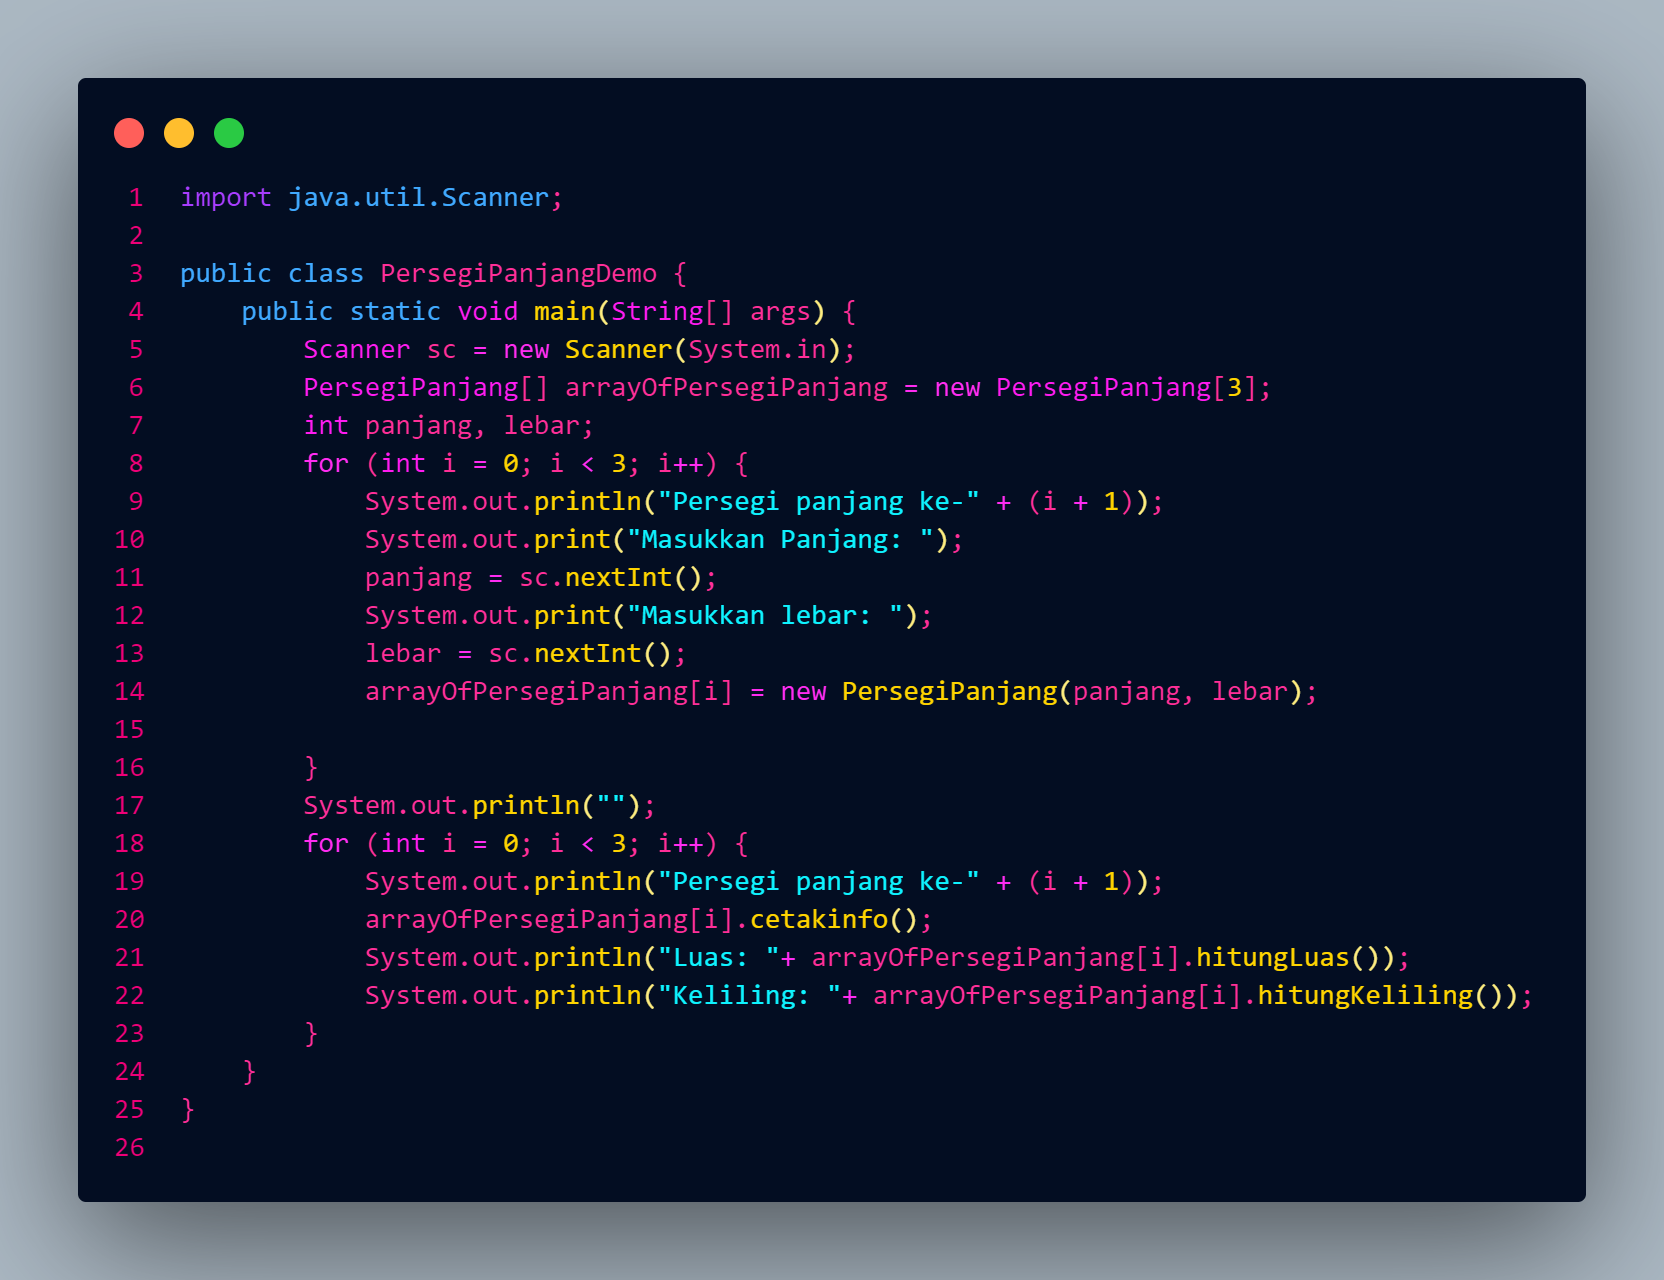 1 import java.util.Scanner;
2
3 public class PersegiPanjangDemo {
4     public static void main(String[] args) {
5         Scanner sc = new Scanner(System.in);
6         PersegiPanjang[] arrayOfPersegiPanjang = new PersegiPanjang[3];
7         int panjang, lebar;
8         for (int i = 0; i < 3; i++) {
9             System.out.println("Persegi panjang ke-" + (i + 1));
10             System.out.print("Masukkan Panjang: ");
11             panjang = sc.nextInt();
12             System.out.print("Masukkan lebar: ");
13             lebar = sc.nextInt();
14             arrayOfPersegiPanjang[i] = new PersegiPanjang(panjang, lebar);
15
16         }
17         System.out.println("");
18         for (int i = 0; i < 3; i++) {
19             System.out.println("Persegi panjang ke-" + (i + 1));
20             arrayOfPersegiPanjang[i].cetakinfo();
21             System.out.println("Luas: "+ arrayOfPersegiPanjang[i].hitungLuas());
22             System.out.println("Keliling: "+ arrayOfPersegiPanjang[i].hitungKeliling());
23         }
24     }
25 }
26